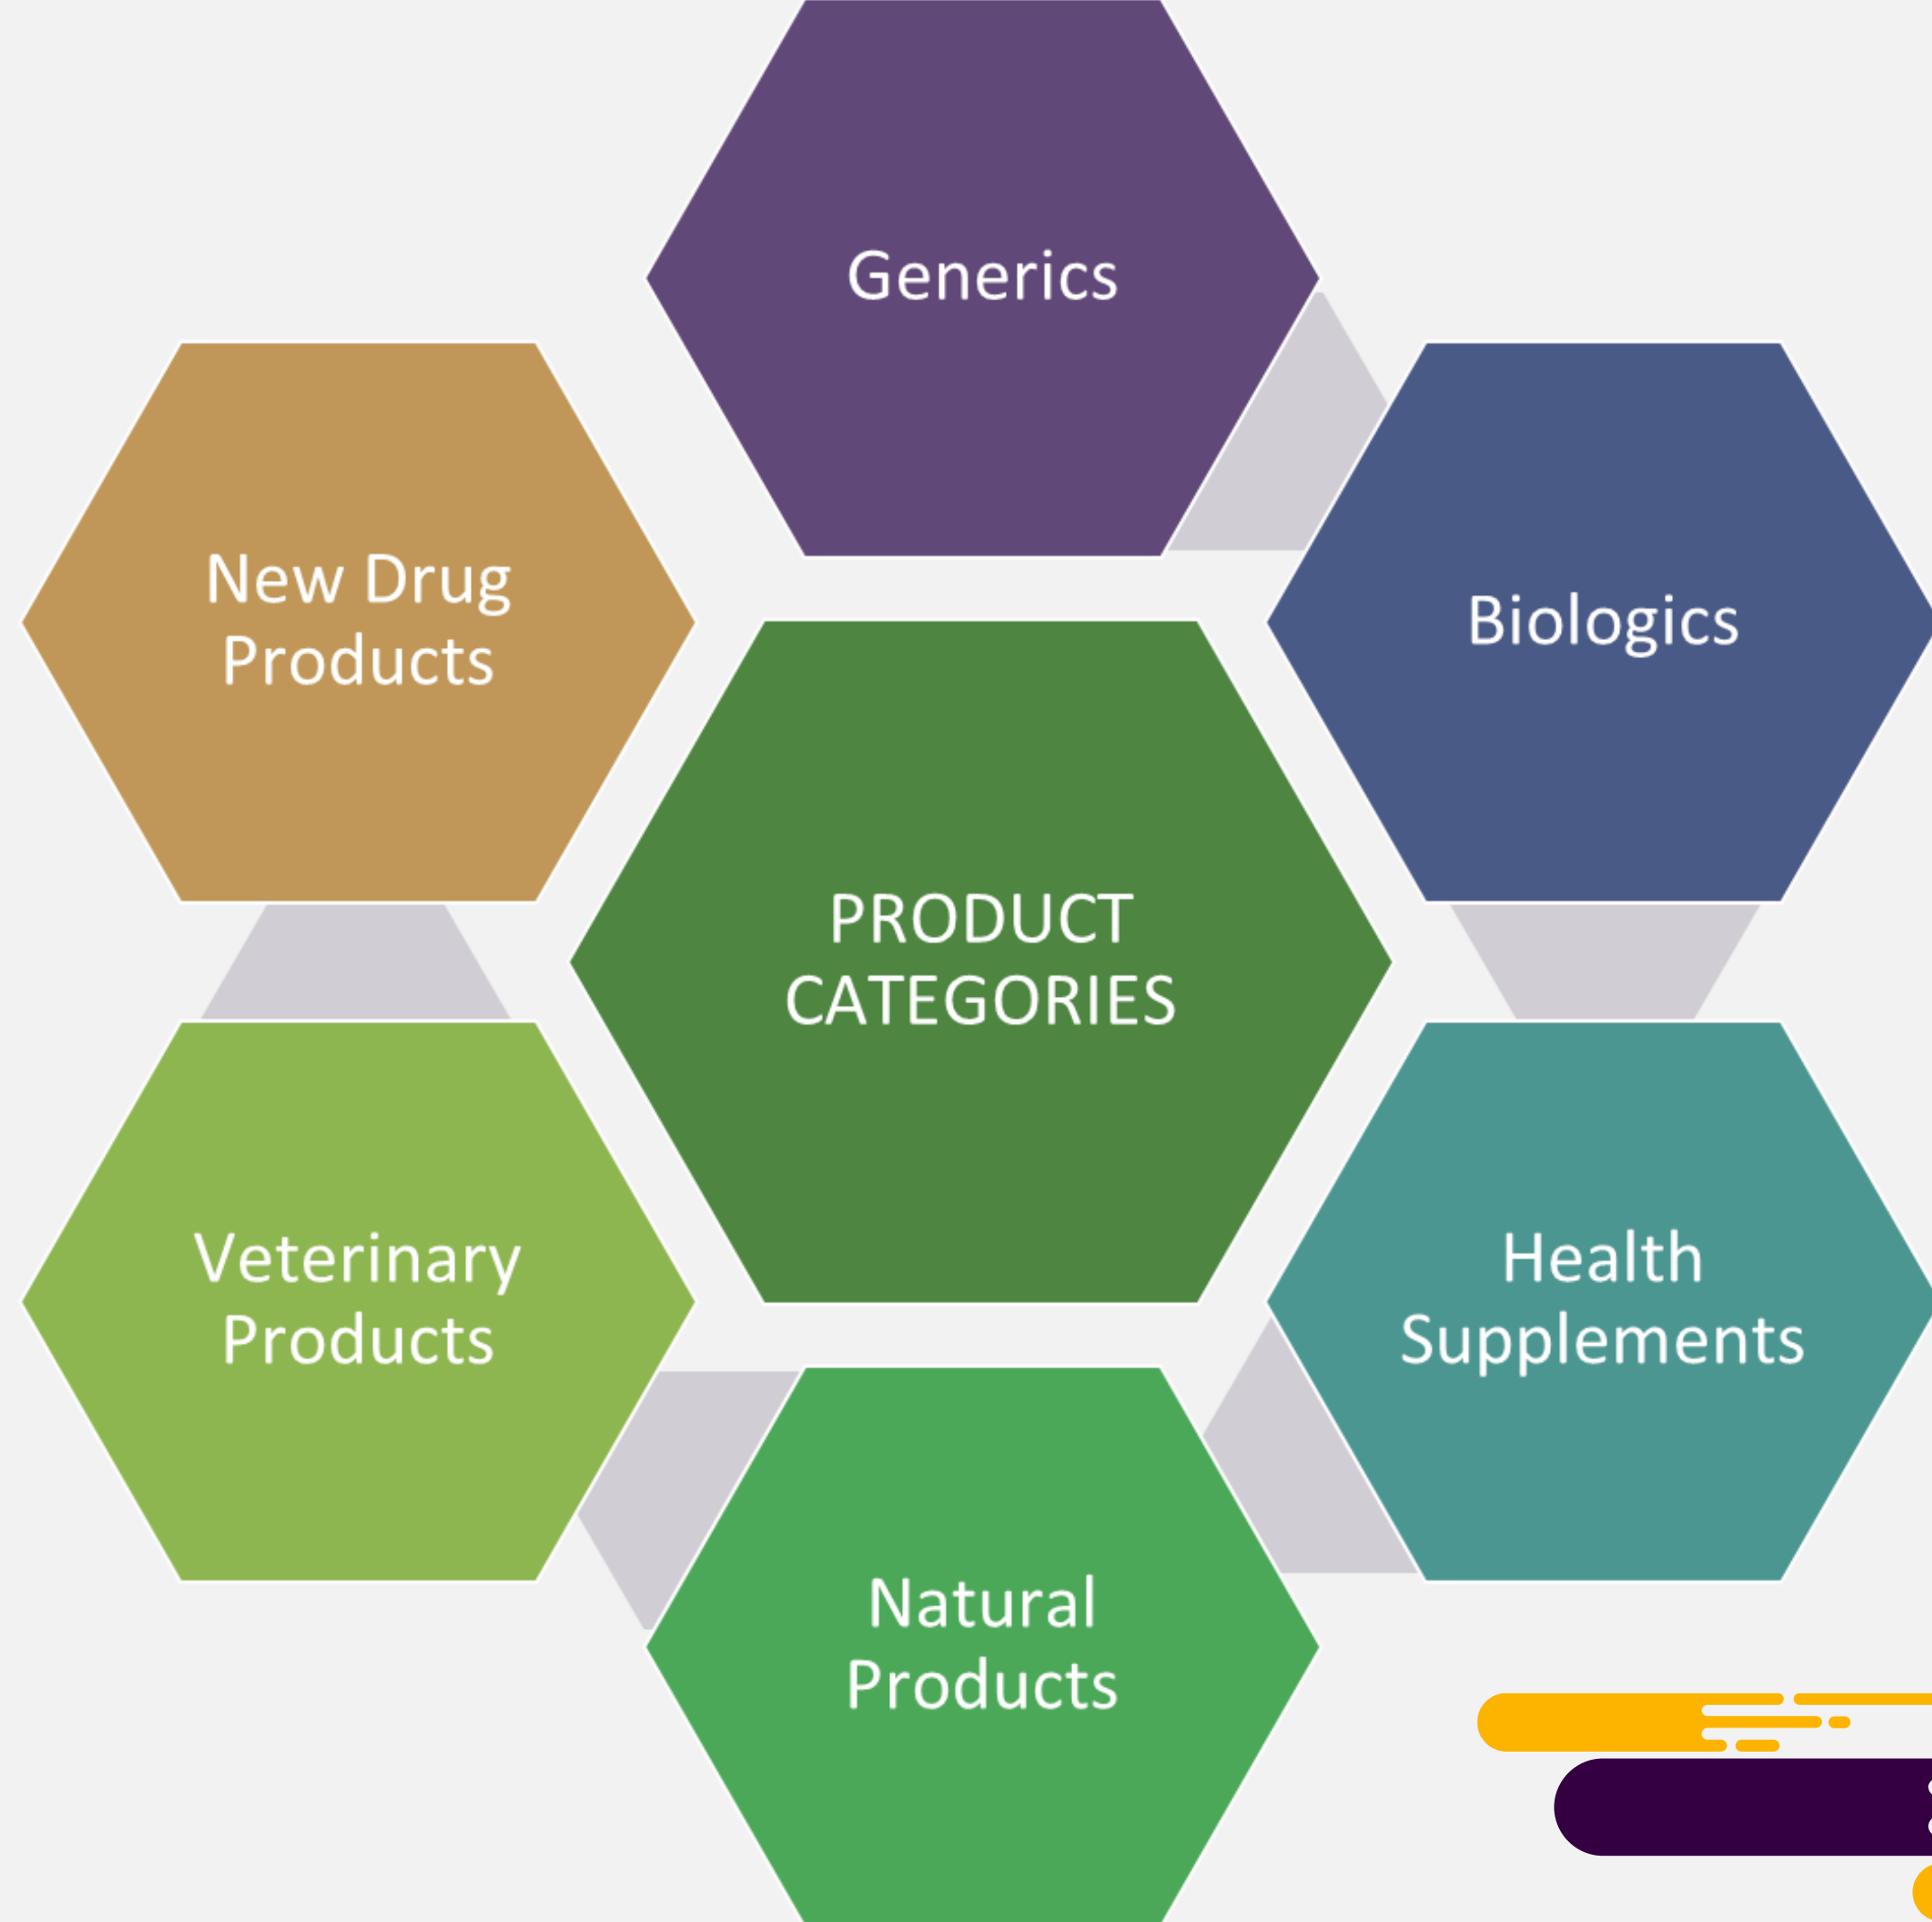 Generics
New Drug
Products
Biologics
PRODUCT
CATEGORIES
Veterinary
Products
Health
Supplements
Natural
Products